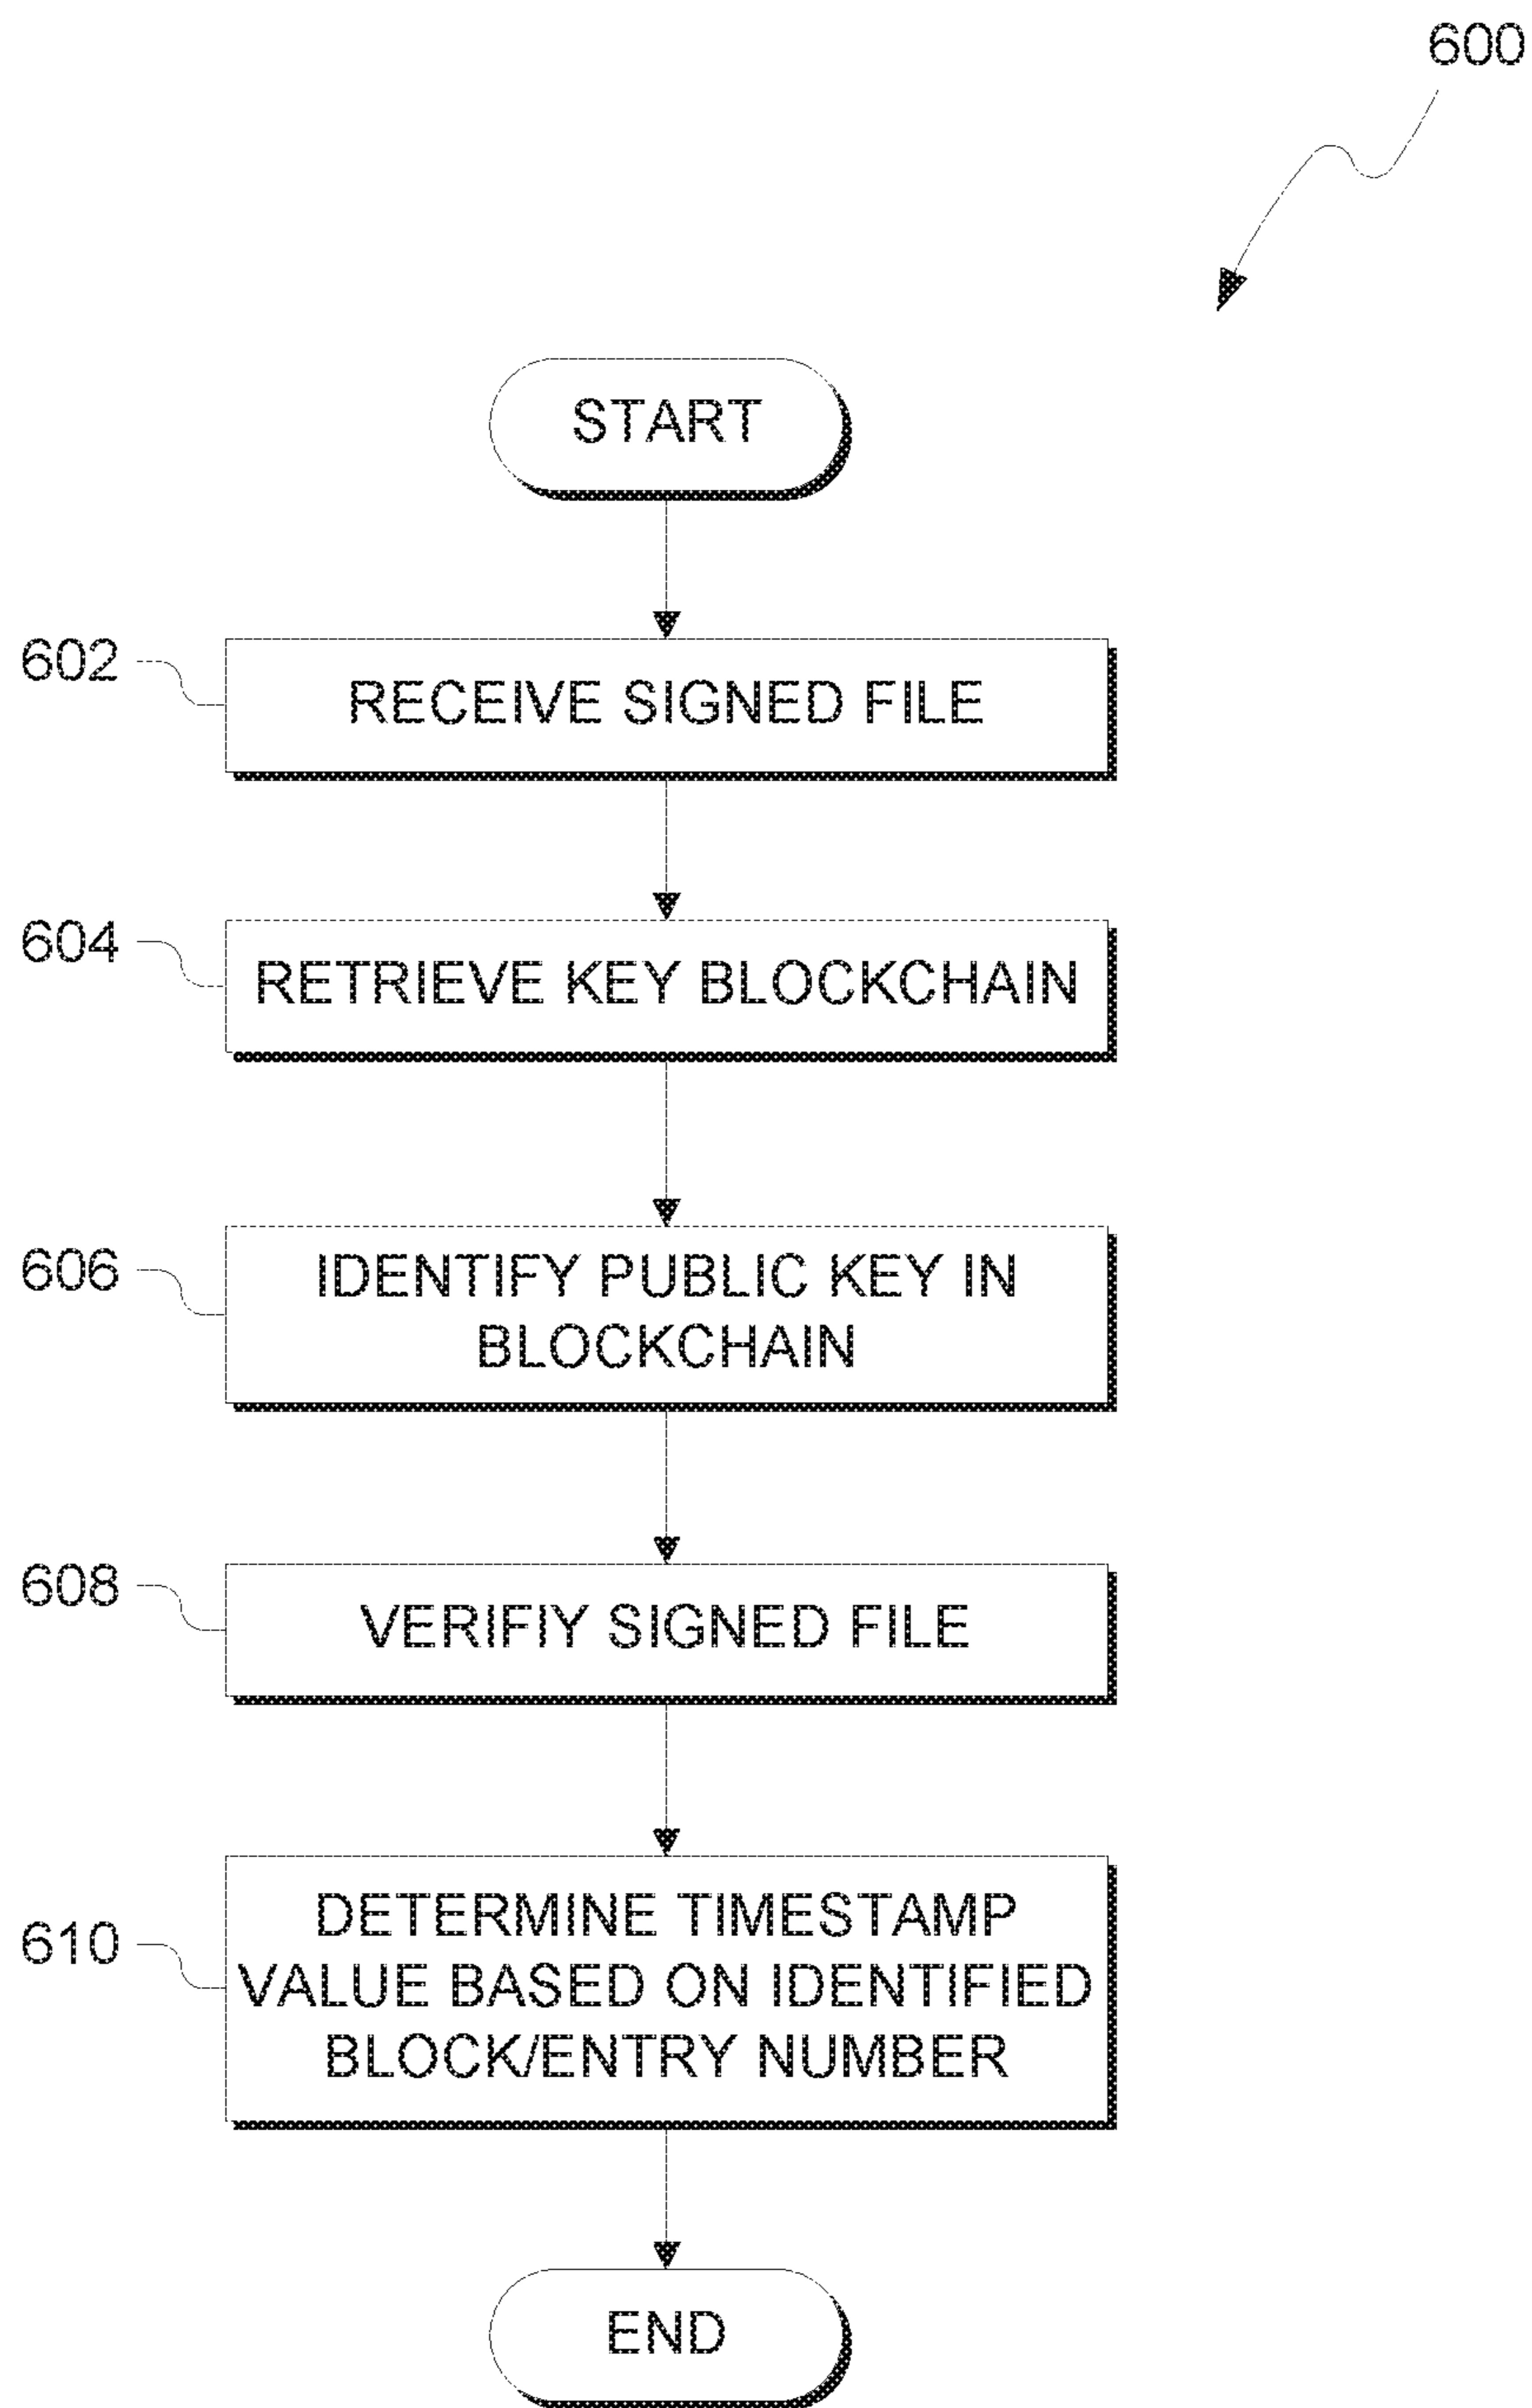 600
START
602
RECEIVE SIGNED FILE
604
RETRIEVE KEY BLOCKCHAIN
606
IDENTIFY PUBLIC KEY IN
BLOCKCHAIN
608
VERIFIY SIGNED FILE
610
DETERMINE TIMESTAMP
VALUE BASED ON IDENTIFIED
BLOCK/ENTRY NUMBER
END